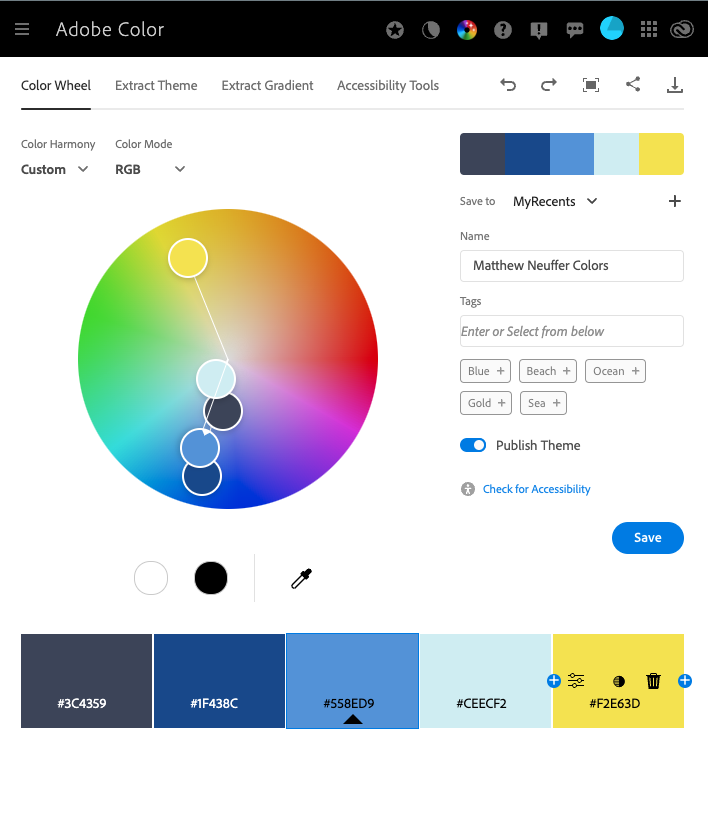 Adobe Color
Color Wheel Extract Theme Extract Gradient Accessibility Tools
Color Harmony Color Mode
Custom RGB
Save to MyRecents
Name
Matthew Neuffer Colors
Tags
Enter or Select from below
Blue + Beach + Ocean +
Gold + Sea +
Publish Theme
Check for Accessibility
Save
#3C4359 #1F438C #558ED9 #CEECF2 #F2E63D